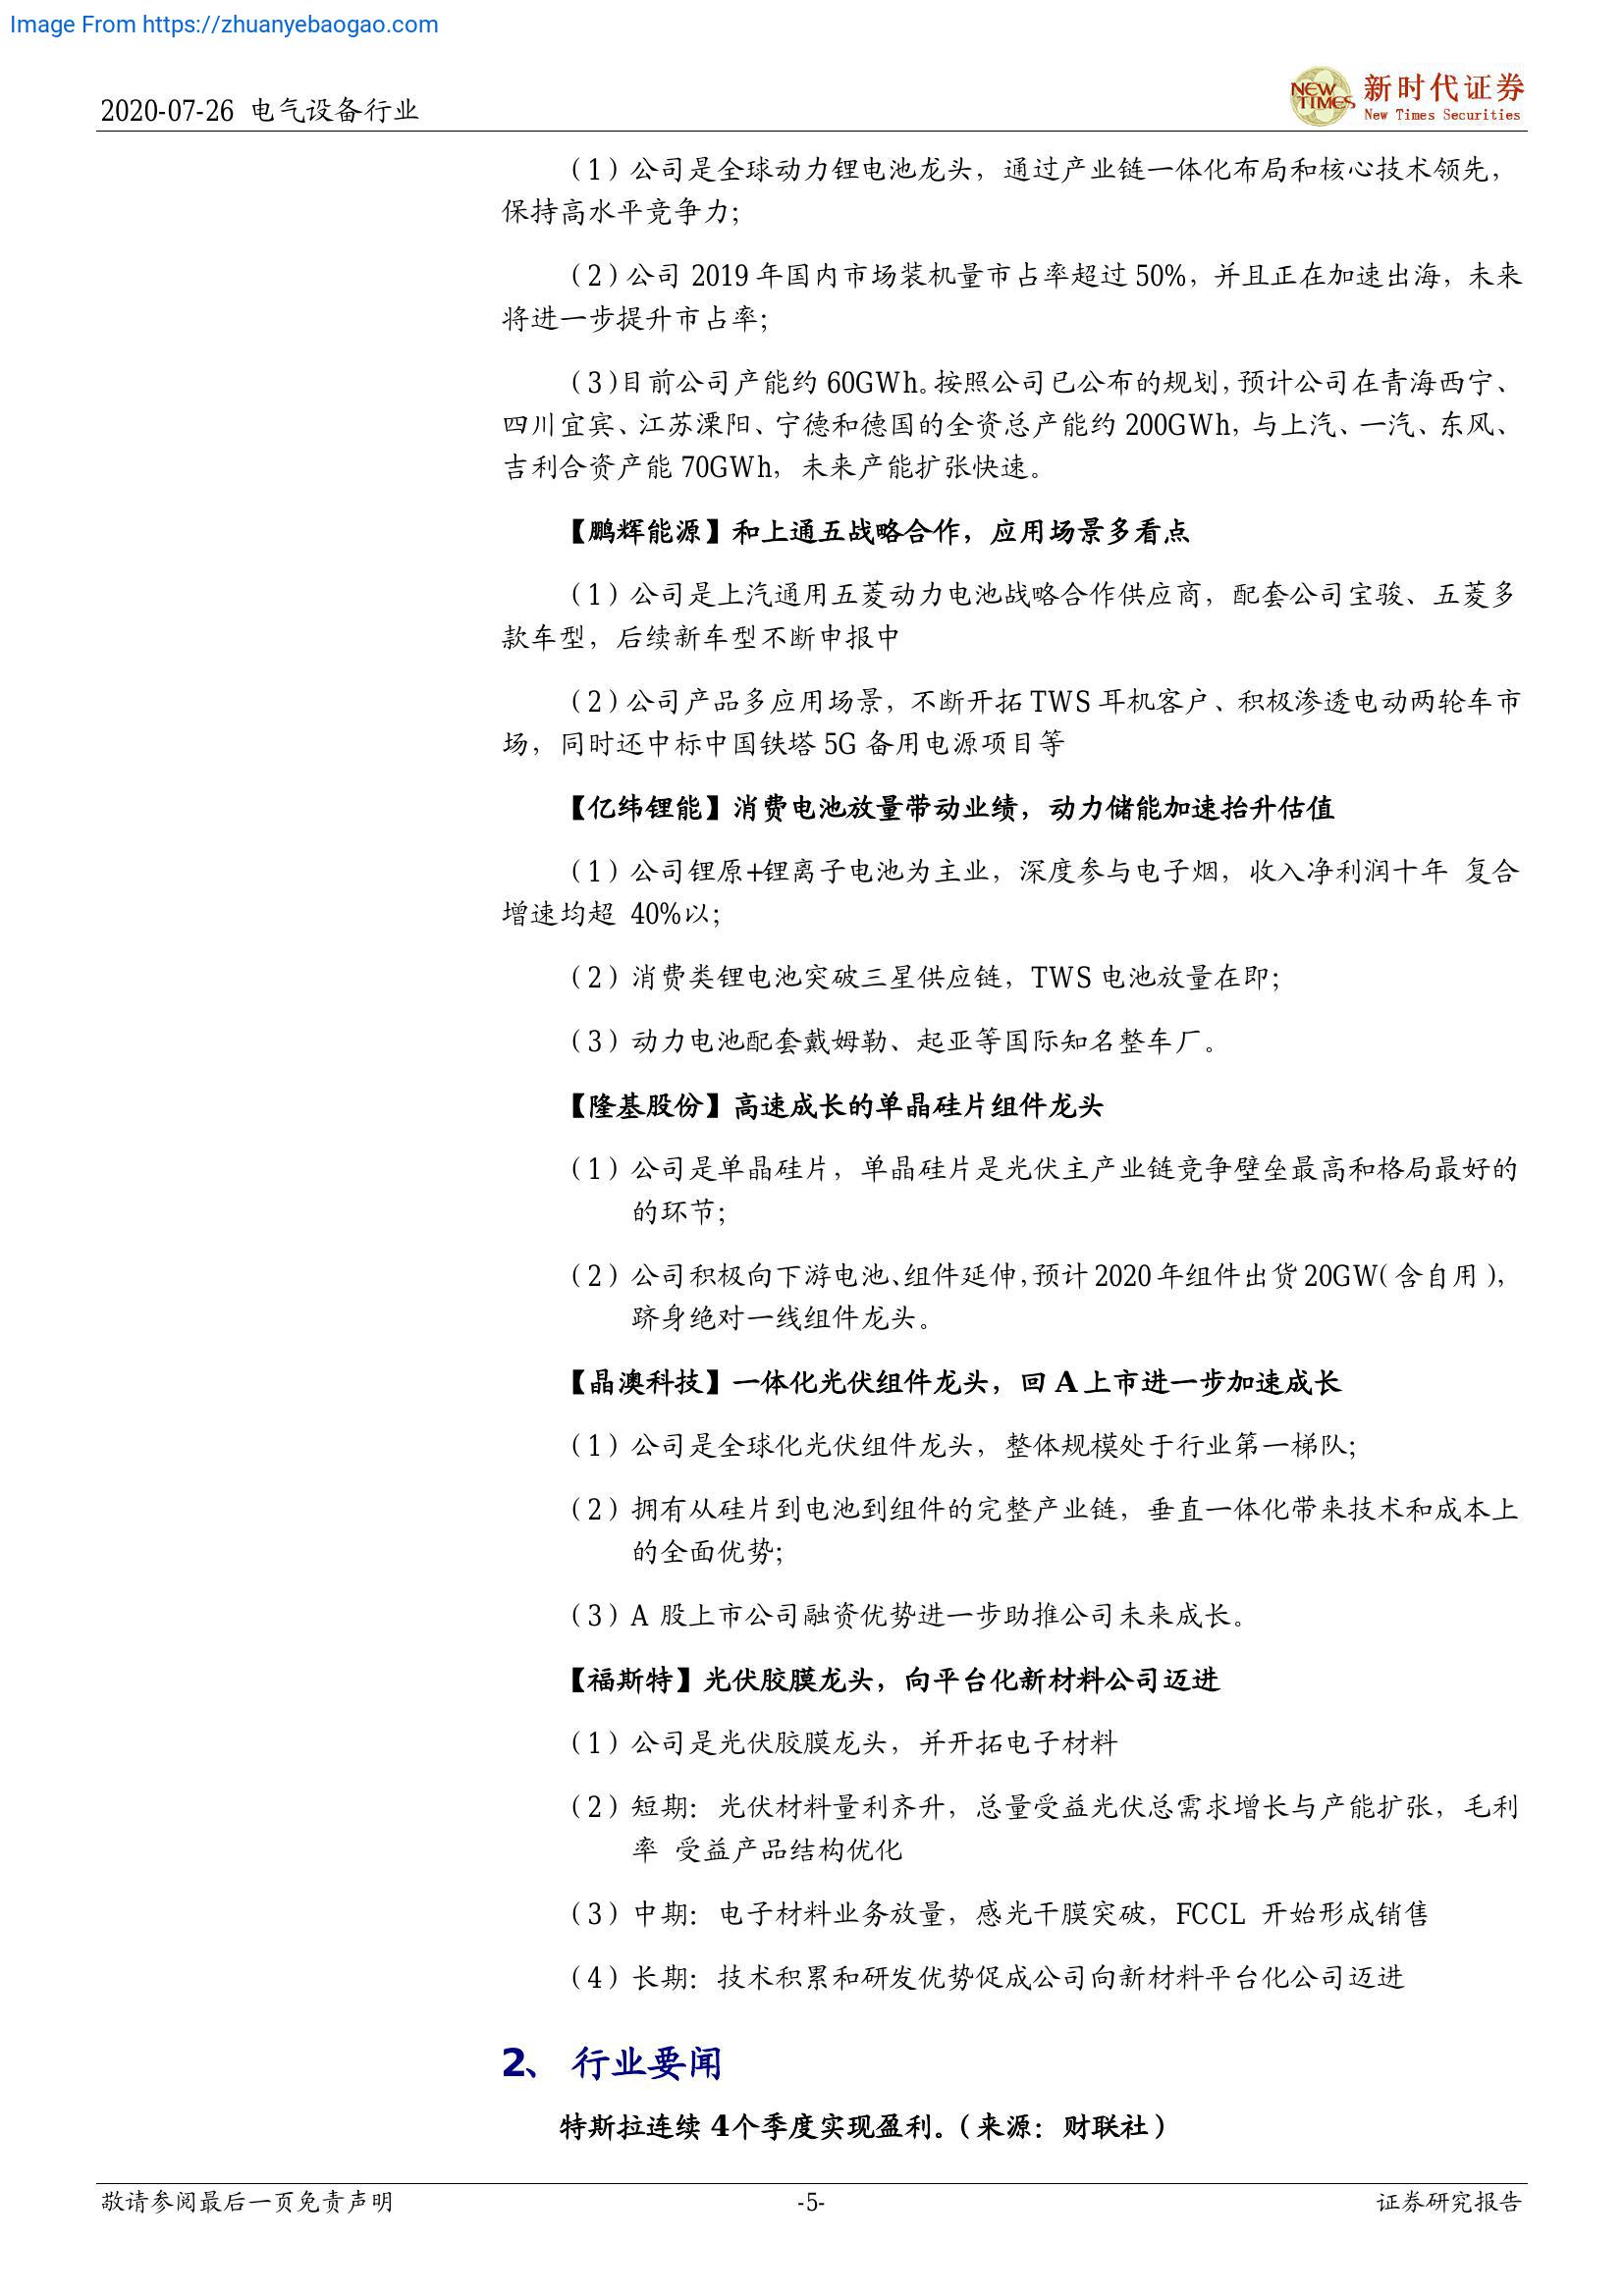 Image From https://zhuanyebaogao.com
2020-07-26 电气设备行业
NEW TIMES 新时代证券
New Times Securities
（1）公司是全球动力锂电池龙头，通过产业链一体化布局和核心技术领先，
保持高水平竞争力；
（2）公司 2019 年国内市场装机量市占率超过 50%，并且正在加速出海，未来
将进一步提升市占率；
（3）目前公司产能约 60GWh。按照公司已公布的规划，预计公司在青海西宁、
四川宜宾、江苏溧阳、宁德和德国的全资总产能约 200GWh，与上汽、一汽、东风、
吉利合资产能 70GWh，未来产能扩张快速。
【鹏辉能源】和上通五战略合作，应用场景多看点
（1）公司是上汽通用五菱动力电池战略合作供应商，配套公司宝骏、五菱多
款车型，后续新车型不断申报中
（2）公司产品多应用场景，不断开拓 TWS 耳机客户、积极渗透电动两轮车市
场，同时还中标中国铁塔 5G 备用电源项目等
【亿纬锂能】消费电池放量带动业绩，动力储能加速抬升估值
（1）公司锂原+锂离子电池为主业，深度参与电子烟，收入净利润十年 复合
增速均超 40%以；
（2）消费类锂电池突破三星供应链，TWS 电池放量在即；
（3）动力电池配套戴姆勒、起亚等国际知名整车厂。
【隆基股份】高速成长的单晶硅片组件龙头
（1）公司是单晶硅片，单晶硅片是光伏主产业链竞争壁垒最高和格局最好的
的环节；
（2）公司积极向下游电池、组件延伸，预计 2020 年组件出货 20GW（含自用），
跻身绝对一线组件龙头。
【晶澳科技】一体化光伏组件龙头，回 A 上市进一步加速成长
（1）公司是全球化光伏组件龙头，整体规模处于行业第一梯队；
（2）拥有从硅片到电池到组件的完整产业链，垂直一体化带来技术和成本上
的全面优势；
（3）A 股上市公司融资优势进一步助推公司未来成长。
【福斯特】光伏胶膜龙头，向平台化新材料公司迈进
（1）公司是光伏胶膜龙头，并开拓电子材料
（2）短期：光伏材料量利齐升，总量受益光伏总需求增长与产能扩张，毛利
率 受益产品结构优化
（3）中期：电子材料业务放量，感光干膜突破，FCCL 开始形成销售
（4）长期：技术积累和研发优势促成公司向新材料平台化公司迈进
2、 行业要闻
特斯拉连续 4个季度实现盈利。（来源：财联社）
敬请参阅最后一页免责声明 -5- 证券研究报告